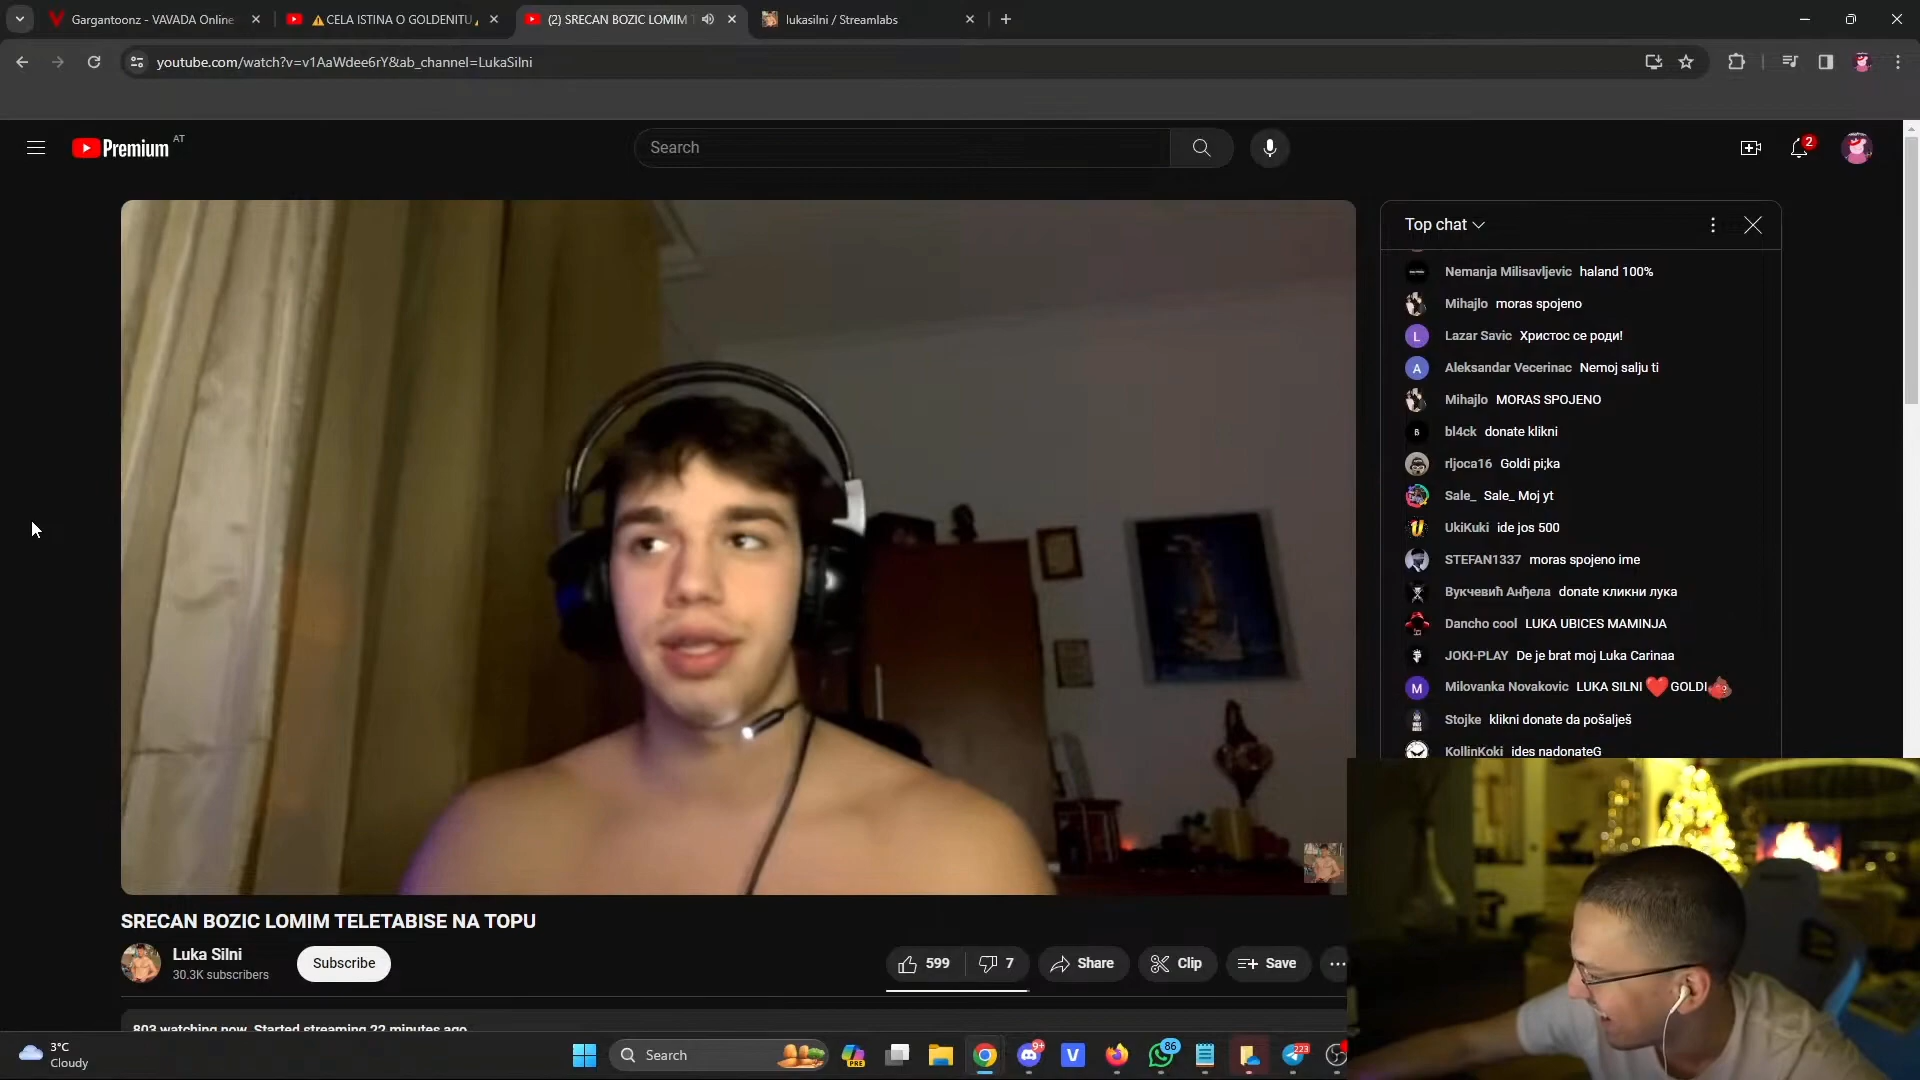 Gargantoonz - VAVADA Online
⚠CELA ISTINA O GOLDENITU
(2) SRECAN BOZIC LOMIM
lukasilni / Streamlabs
youtube.com/watch?v=v1AaWdee6rY&ab_channel=LukaSilni
Premium AT
Search
2
Top chat
Nemanja Milisavljevic haland 100%
Mihajlo moras spojeno
Lazar Savic Христос се роди!
Aleksandar Vecerinac Nemoj salju ti
Mihajlo MORAS SPOJENO
bl4ck donate klikni
rljoca16 Goldi pi;ka
Sale_ Sale_ Moj yt
UkiKuki ide jos 500
STEFAN1337 moras spojeno ime
Вукчевић Анђела donate кликни лука
Dancho cool LUKA UBICES MAMINJA
JOKI-PLAY De je brat moj Luka Carinaa
Milovanka Novakovic LUKA SILNI❤️GOLDI💩
Stojke klikni donate da pošalješ
KollinKoki ides nadonateG
SRECAN BOZIC LOMIM TELETABISE NA TOPU
Luka Silni
30.3K subscribers
Subscribe
599
7
Share
Clip
Save
803 watching now Started streaming 22 minutes ago
3°C
Cloudy
Search
PRE
9+
V
86
223